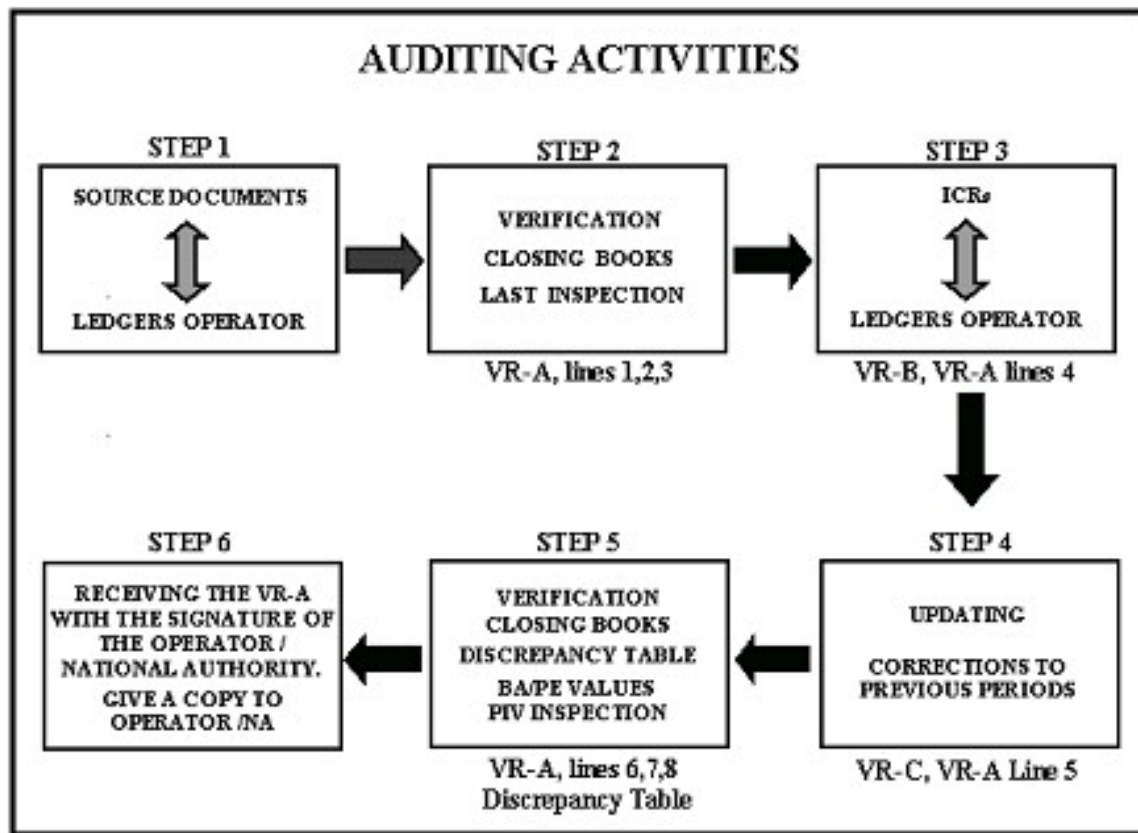 AUDITING ACTIVITIES
STEP 1
SOURCE DOCUMENTS
LEDGERS OPERATOR
STEP 2
VERIFICATION
CLOSING BOOKS
LAST INSPECTION
VR-A, lines 1,2,3
STEP 3
ICRs
LEDGERS OPERATOR
VR-B, VR-A lines 4
STEP 4
UPDATING
CORRECTIONS TO
PREVIOUS PERIODS
VR-C, VR-A Line 5
STEP 5
VERIFICATION
CLOSING BOOKS
DISCREPANCY TABLE
BA/PE VALUES
PIV INSPECTION
VR-A, lines 6,7,8
Discrepancy Table
STEP 6
RECEIVING THE VR-A
WITH THE SIGNATURE OF
THE OPERATOR /
NATIONAL AUTHORITY.
GIVE A COPY TO
OPERATOR /NA